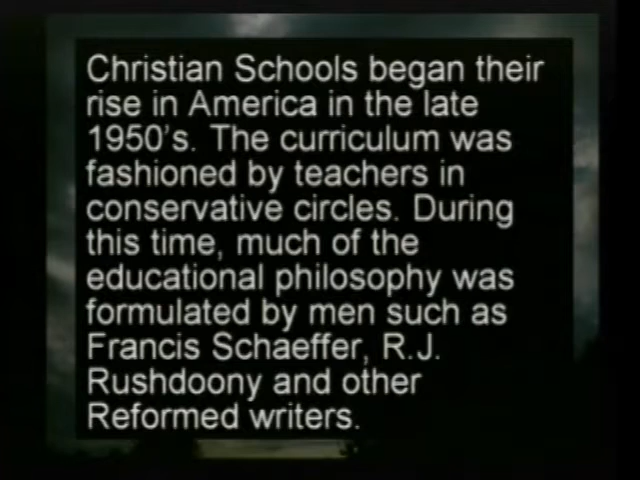 Christian Schools began their
rise in America in the late
1950's. The curriculum was
fashioned by teachers in
conservative circles. During
this time, much of the
educational philosophy was
formulated by men such as
Francis Schaeffer, R.J.
Rushdoony and other
Reformed writers.